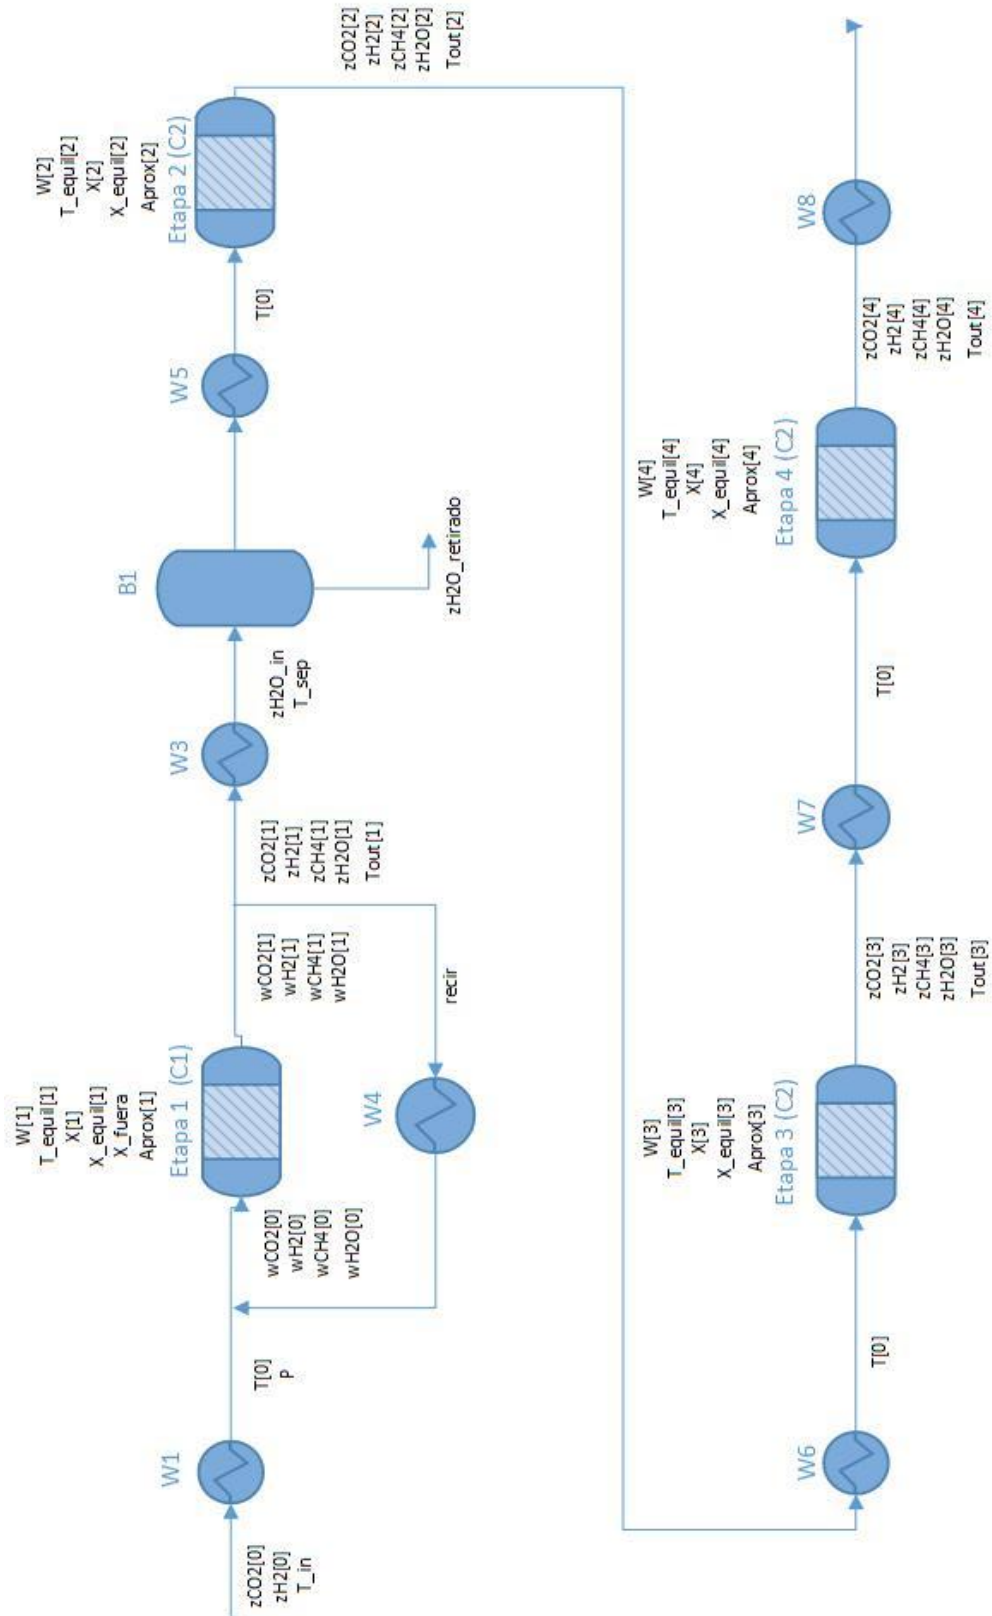 zCO2[0]
zH2[0]
T_in
W1
T[0]
P
wCO2[0]
wH2[0]
wCH4[0]
wH2O[0]
W[1]
T_equil[1]
X[1]
X_equil[1]
X_fuera
Aprox[1]
Etapa1 (C1)
wCO2[1]
wH2[1]
wCH4[1]
wH2O[1]
W4
recir
zCO2[1]
zH2[1]
zCH4[1]
zH2O[1]
Tout[1]
W3
zH2O_in
T_sep
B1
zH2O_retirado
W5
T[0]
W[2]
T_equil[2]
X[2]
X_equil[2]
Aprox[2]
Etapa 2 (C2)
zCO2[2]
zH2[2]
zCH4[2]
zH2O[2]
Tout[2]
W6
T[0]
W[3]
T_equil[3]
X[3]
X_equil[3]
Aprox[3]
Etapa 3 (C2)
zCO2[3]
zH2[3]
zCH4[3]
zH2O[3]
Tout[3]
W7
T[0]
W[4]
T_equil[4]
X[4]
X_equil[4]
Aprox[4]
Etapa 4 (C2)
zCO2[4]
zH2[4]
zCH4[4]
zH2O[4]
Tout[4]
W8